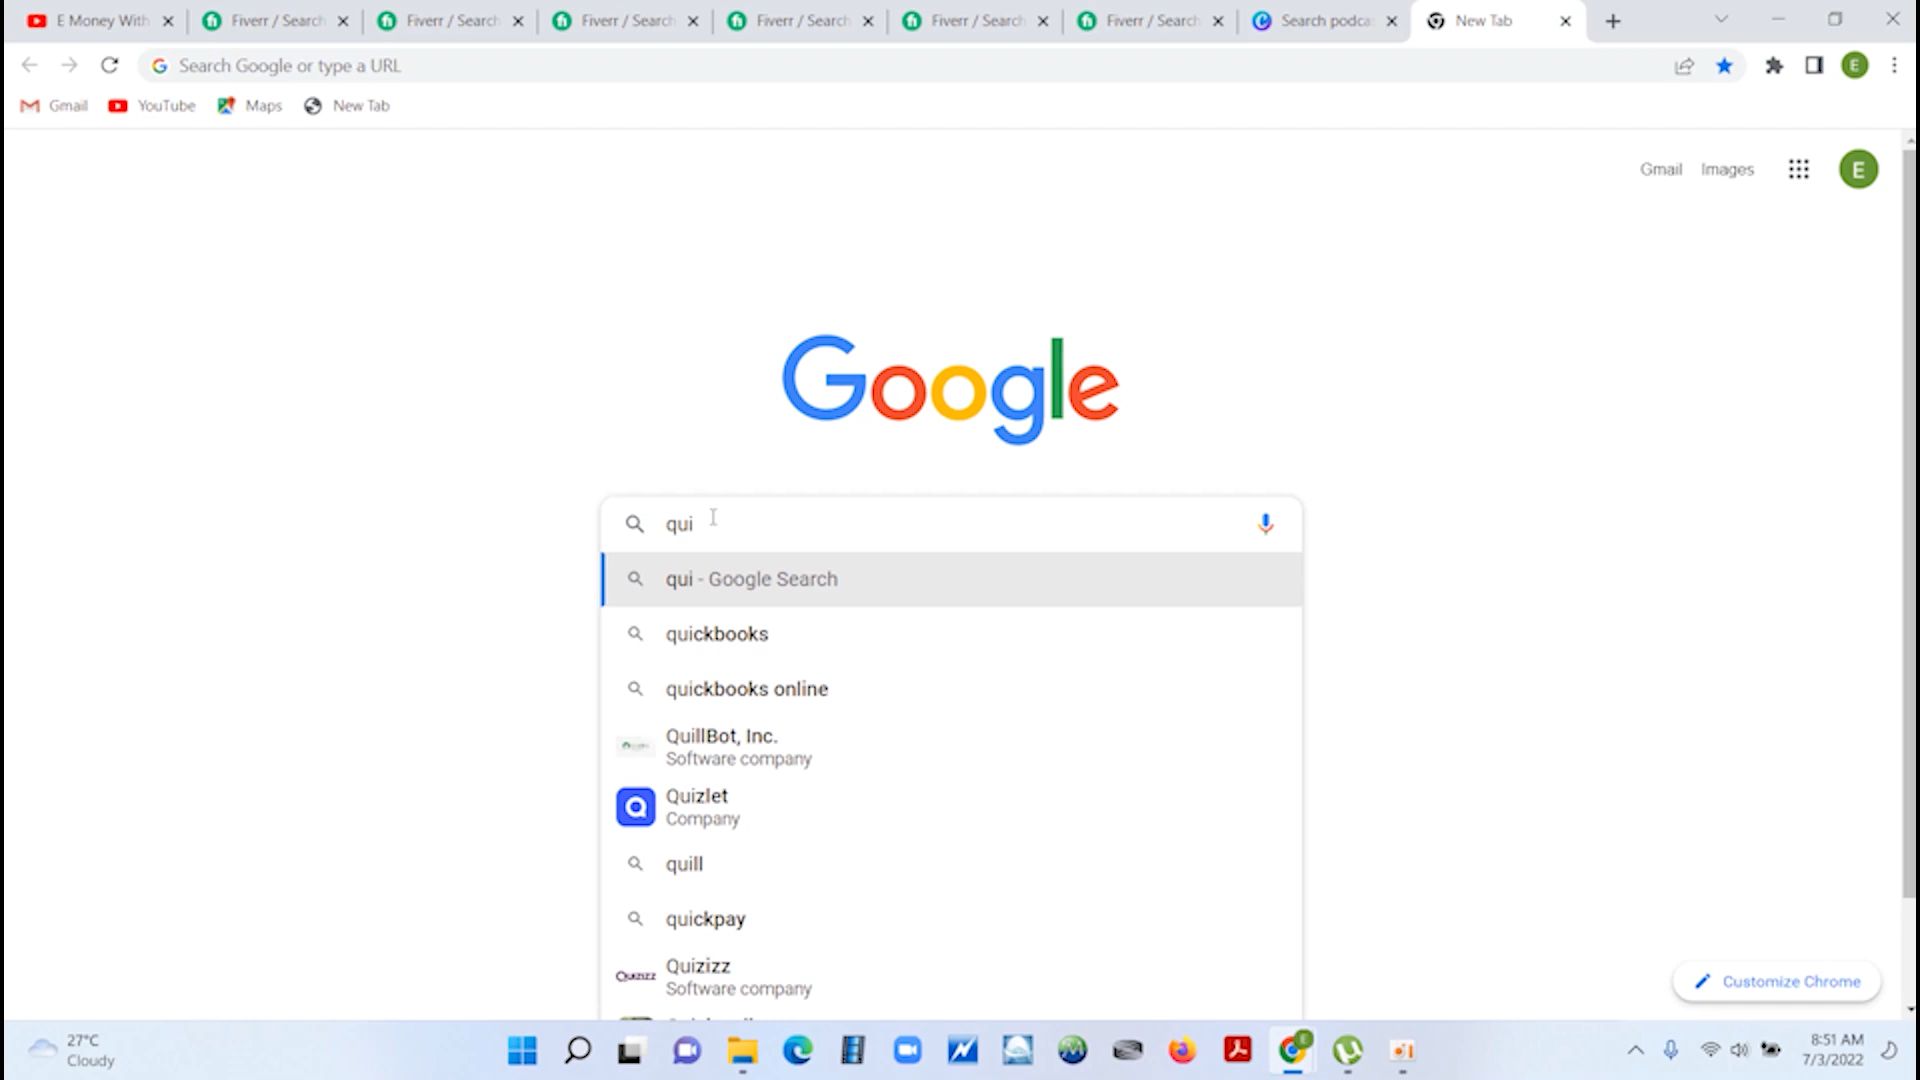 E Money With
Fiverr / Search
Fiverr / Search
Fiverr / Search
Fiverr / Search
Fiverr / Search
Fiverr / Search
Search podca
New Tab
Search Google or type a URL
E
Gmail
YouTube
Maps
New Tab
Gmail
Images
E
Google
qui
qui - Google Search
quickbooks
quickbooks online
QuillBot, Inc.
Software company
Quizlet
Company
quill
quickpay
Quizizz
Quizizz
Software company
Customize Chrome
27°C
Cloudy
8:51 AM
7/3/2022